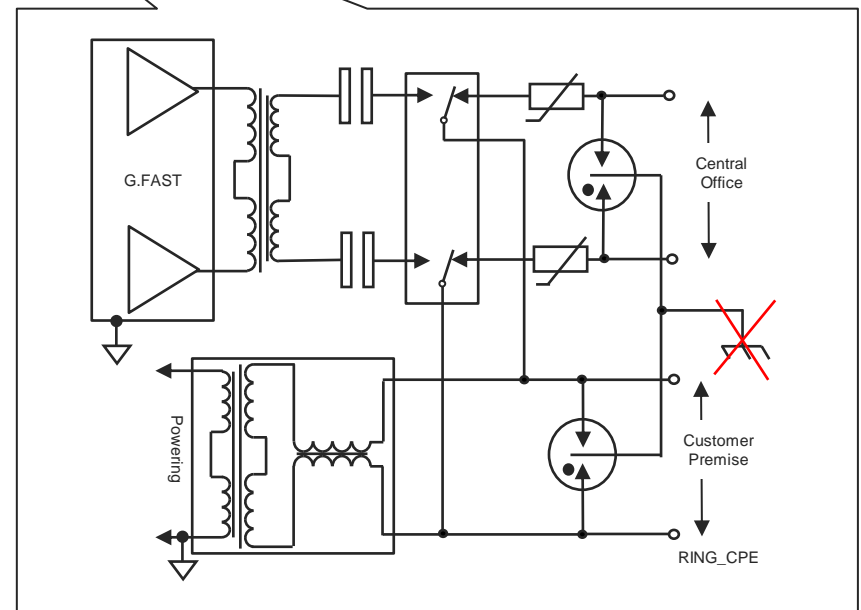 G.FAST
Central
Office
Powering
Customer
Premise
RING_CPE